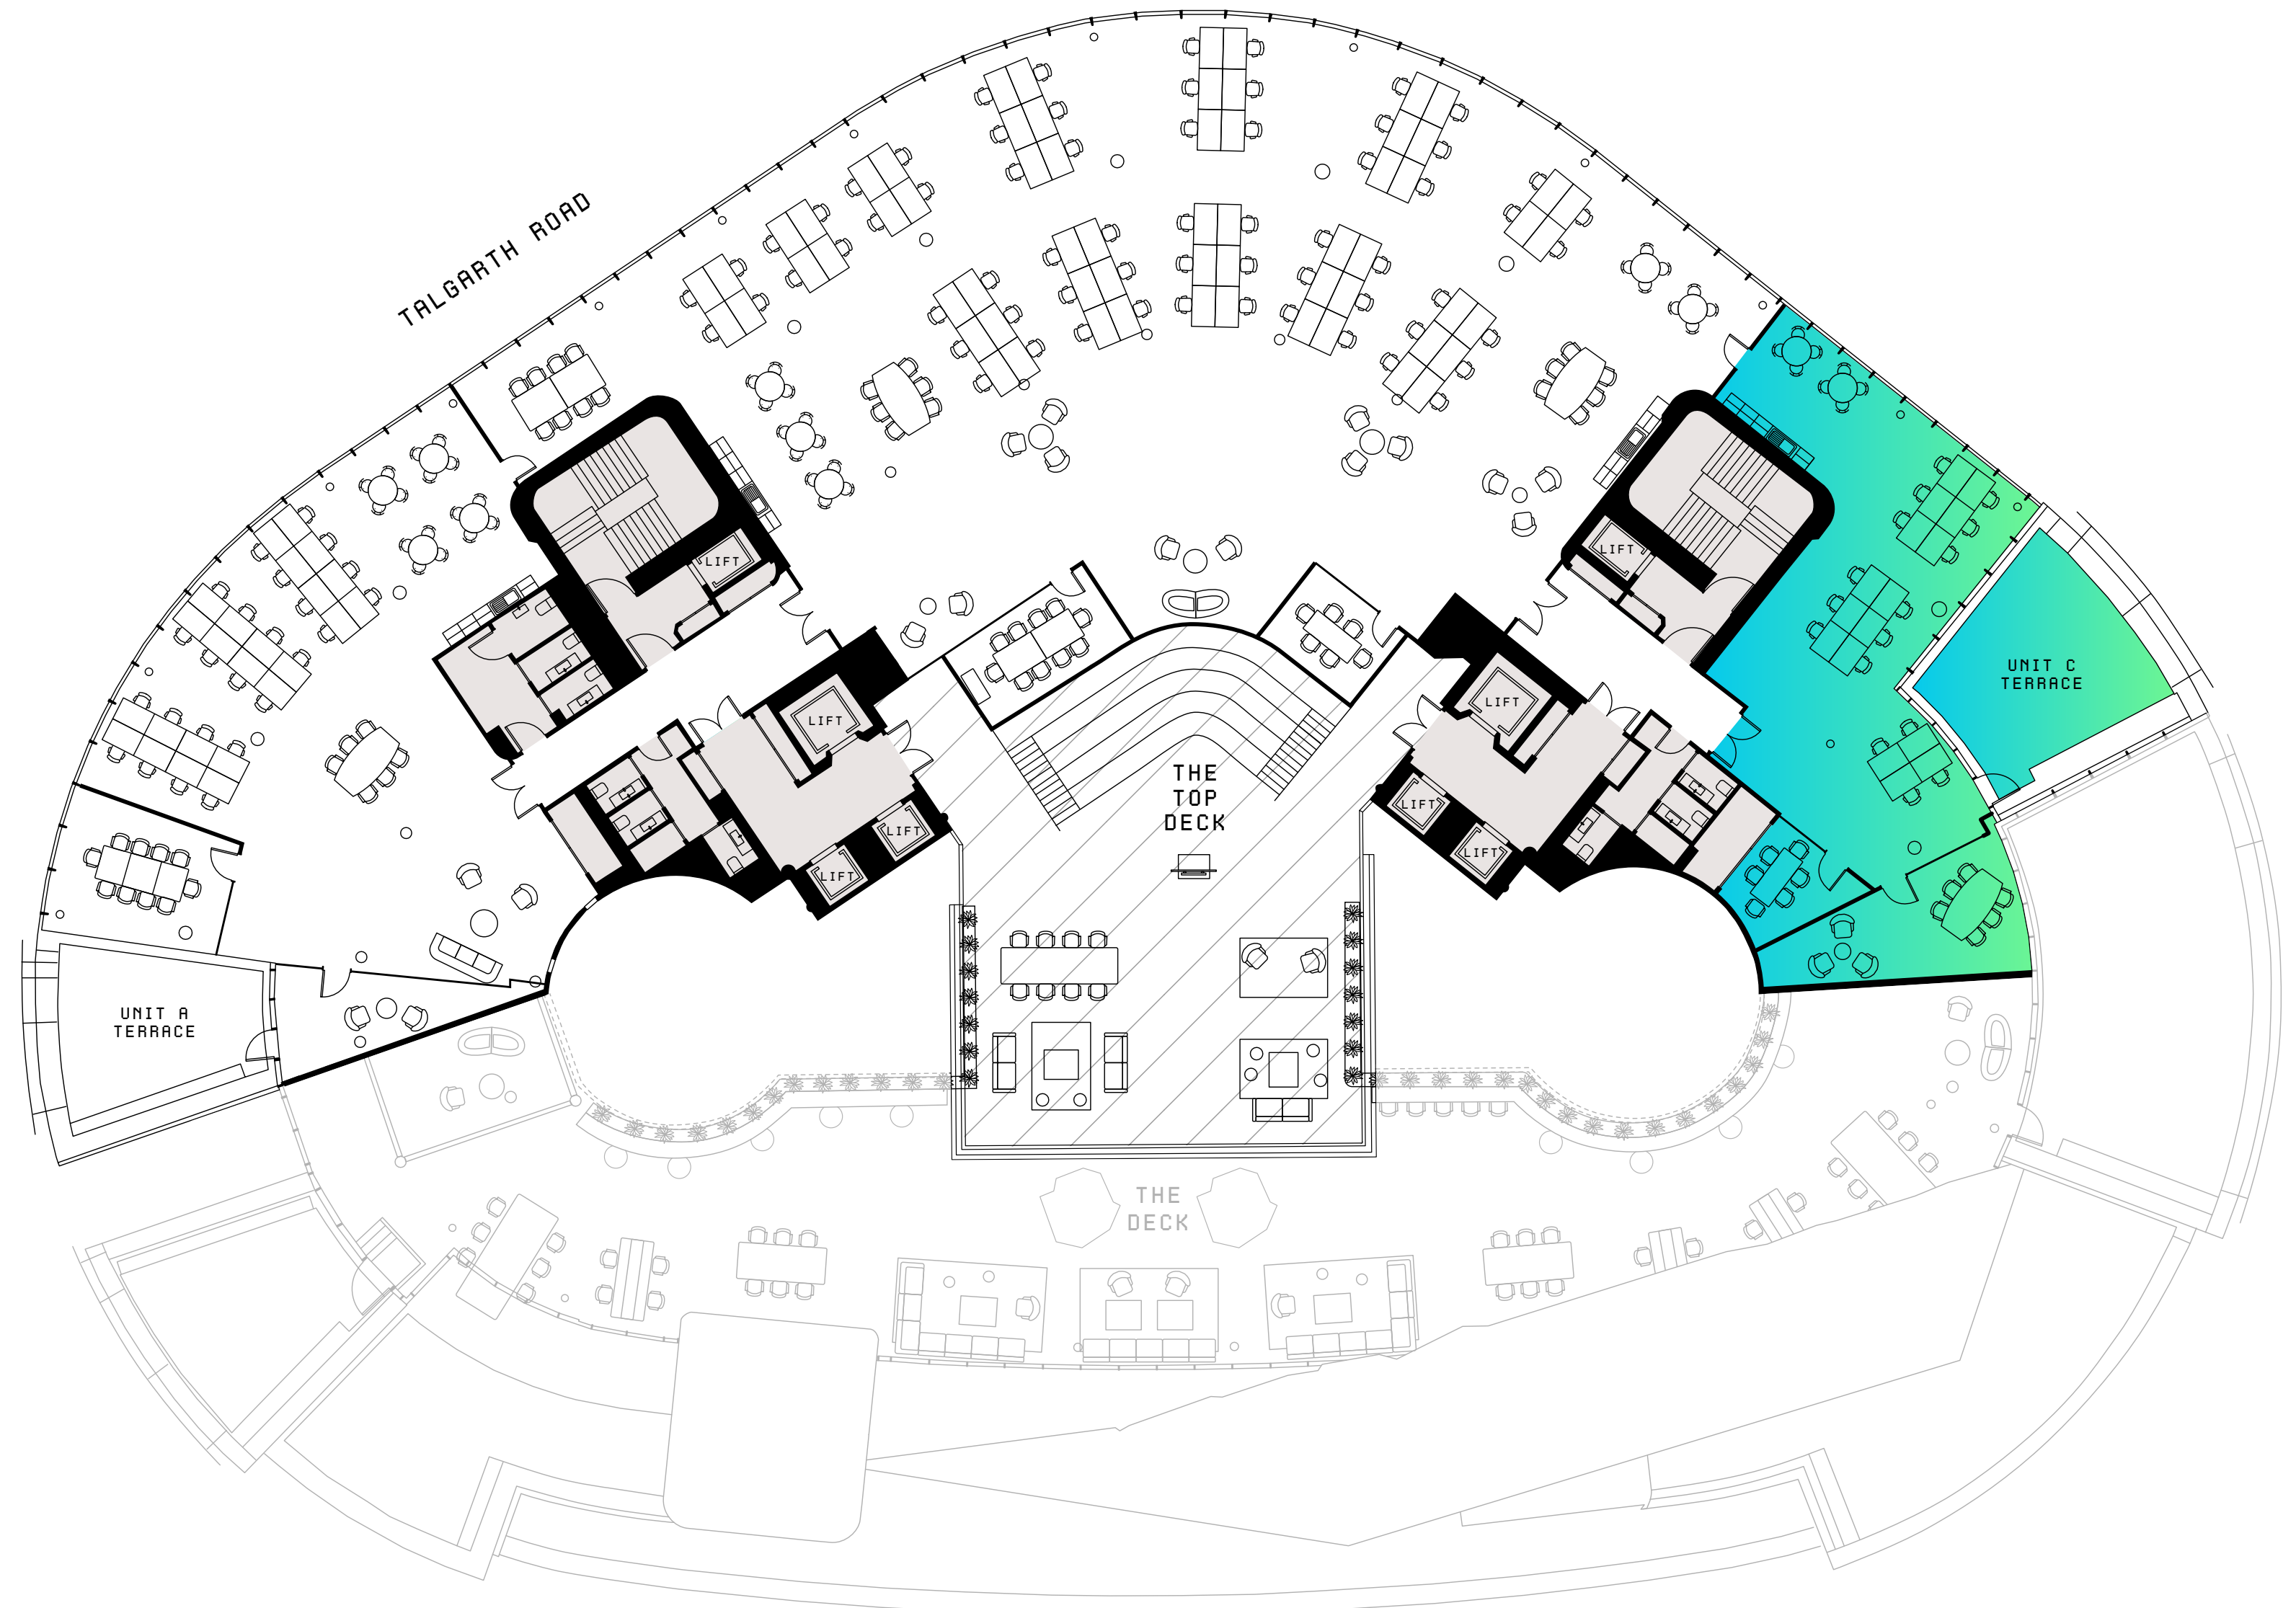 TALGARTH ROAD
LIFT
LIFT
UNIT C
TERRACE
LIFT
LIFT
THE
TOP
DECK
LIFT
LIFT
LIFT
LIFT
UNIT A
TERRACE
THE
DECK